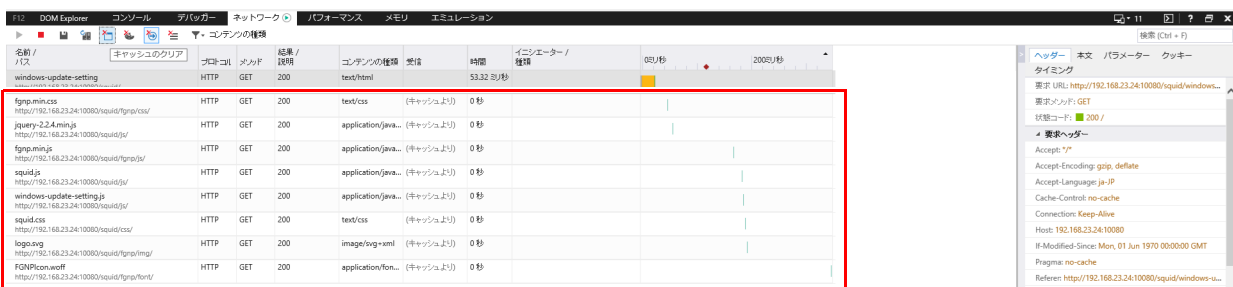 F12 DOM Explorer コンソール デバッガー ネットワーク パフォーマンス メモリ エミュレーション 11 ?
コンテンツの種類 検索 (Ctrl + F)
キャッシュのクリア
名前 / パス プロトコル メソッド 結果 / 説明 コンテンツの種類 受信 時間 イニシエーター / 種類 0ミリ秒 200ミリ秒
windows-update-setting HTTP GET 200 text/html 53.32 ミリ秒
fgnp.min.css HTTP GET 200 text/css (キャッシュより) 0 秒
http://192.168.23.24:10080/squid/fgnp/css/
jquery-2.2.4.min.js HTTP GET 200 application/java... (キャッシュより) 0 秒
http://192.168.23.24:10080/squid/js/
fgnp.min.js HTTP GET 200 application/java... (キャッシュより) 0 秒
http://192.168.23.24:10080/squid/fgnp/js/
squid.js HTTP GET 200 application/java... (キャッシュより) 0 秒
http://192.168.23.24:10080/squid/js/
windows-update-setting.js HTTP GET 200 application/java... (キャッシュより) 0 秒
http://192.168.23.24:10080/squid/js/
squid.css HTTP GET 200 text/css (キャッシュより) 0 秒
http://192.168.23.24:10080/squid/css/
logo.svg HTTP GET 200 image/svg+xml (キャッシュより) 0 秒
http://192.168.23.24:10080/squid/fgnp/img/
FGNPIcon.woff HTTP GET 200 application/fon... (キャッシュより) 0 秒
http://192.168.23.24:10080/squid/fgnp/font/
ヘッダー 本文 パラメーター クッキー
タイミング
要求 URL: http://192.168.23.24:10080/squid/windows...
要求メソッド: GET
状態コード: 200 /
要求ヘッダー
Accept: */*
Accept-Encoding: gzip, deflate
Accept-Language: ja-JP
Cache-Control: no-cache
Connection: Keep-Alive
Host: 192.168.23.24:10080
If-Modified-Since: Mon, 01 Jun 1970 00:00:00 GMT
Pragma: no-cache
Referer: http://192.168.23.24:10080/squid/windows-u...